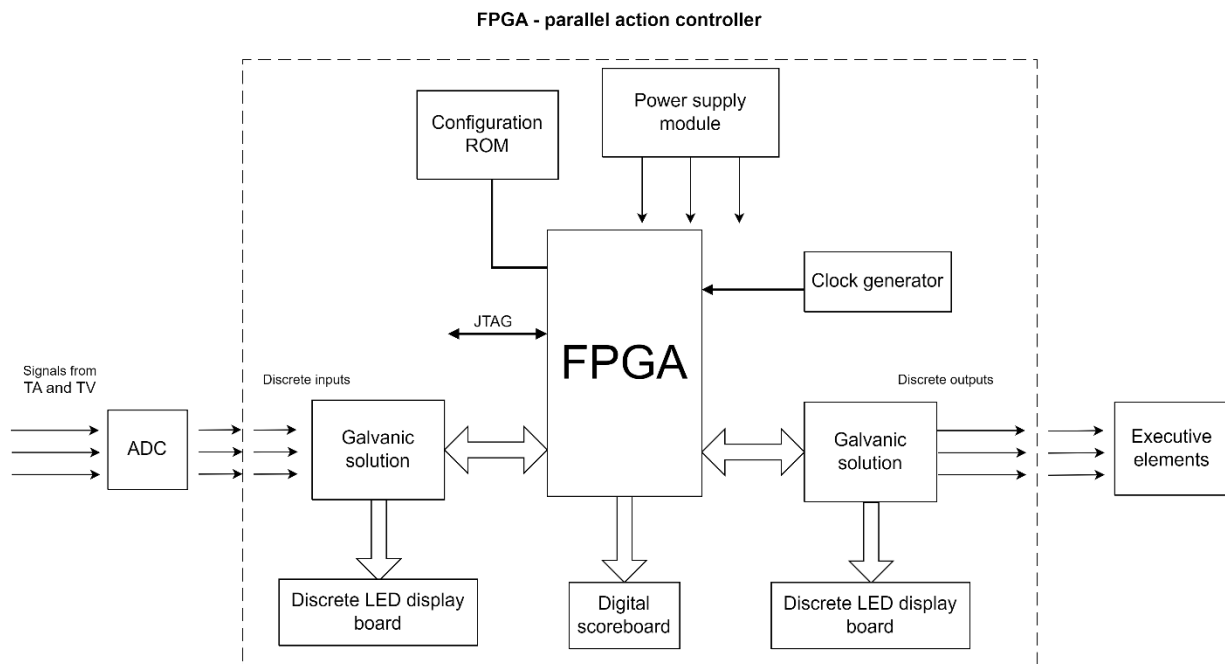 FPGA - parallel action controller
Configuration
ROM
Power supply
module
Clock generator
JTAG
FPGA
Signals from
TA and TV
ADC
Discrete inputs
Galvanic
solution
Discrete outputs
Galvanic
solution
Executive
elements
Discrete LED display
board
Digital
scoreboard
Discrete LED display
board